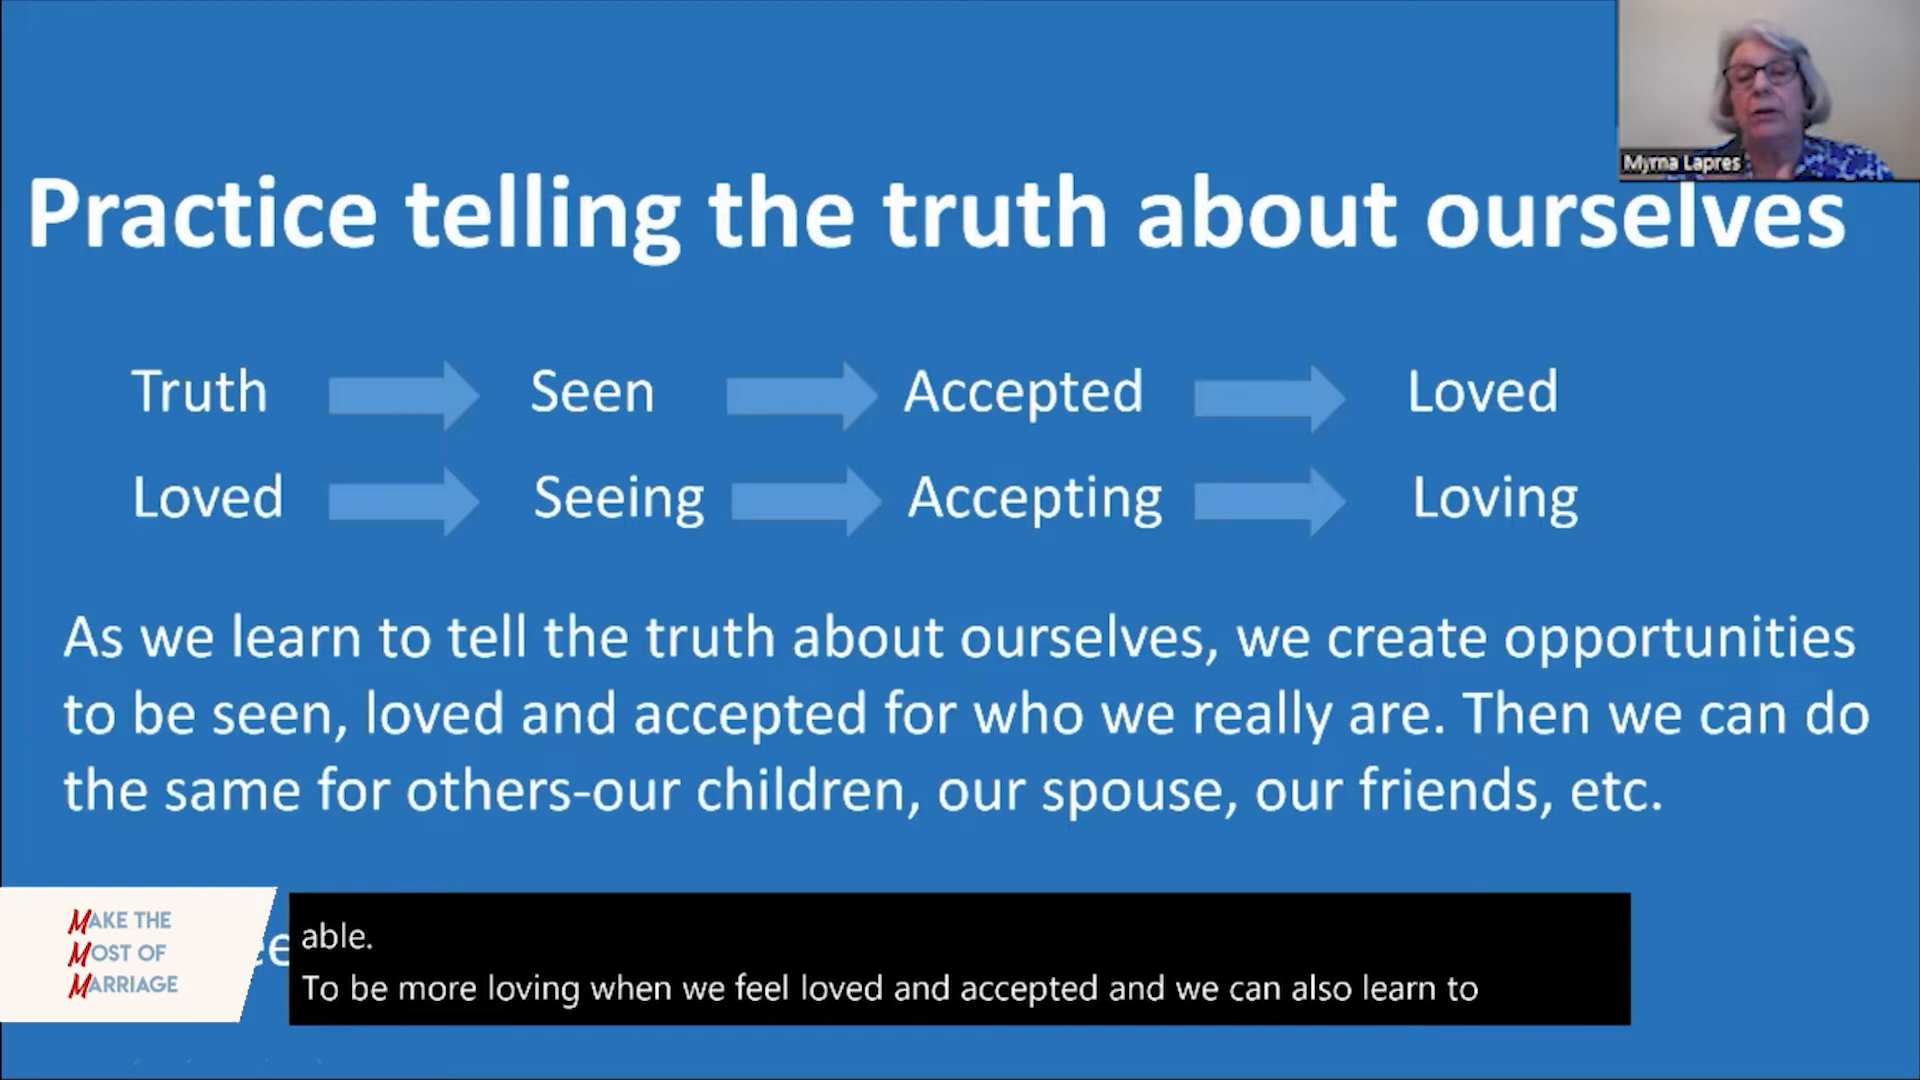 Myrna Lapres
Practice telling the truth about ourselves
Truth Seen Accepted Loved
Loved Seeing Accepting Loving
As we learn to tell the truth about ourselves, we create opportunities
to be seen, loved and accepted for who we really are. Then we can do
the same for others-our children, our spouse, our friends, etc.
MAKE THE
MOST OF
MARRIAGE
able.
To be more loving when we feel loved and accepted and we can also learn to